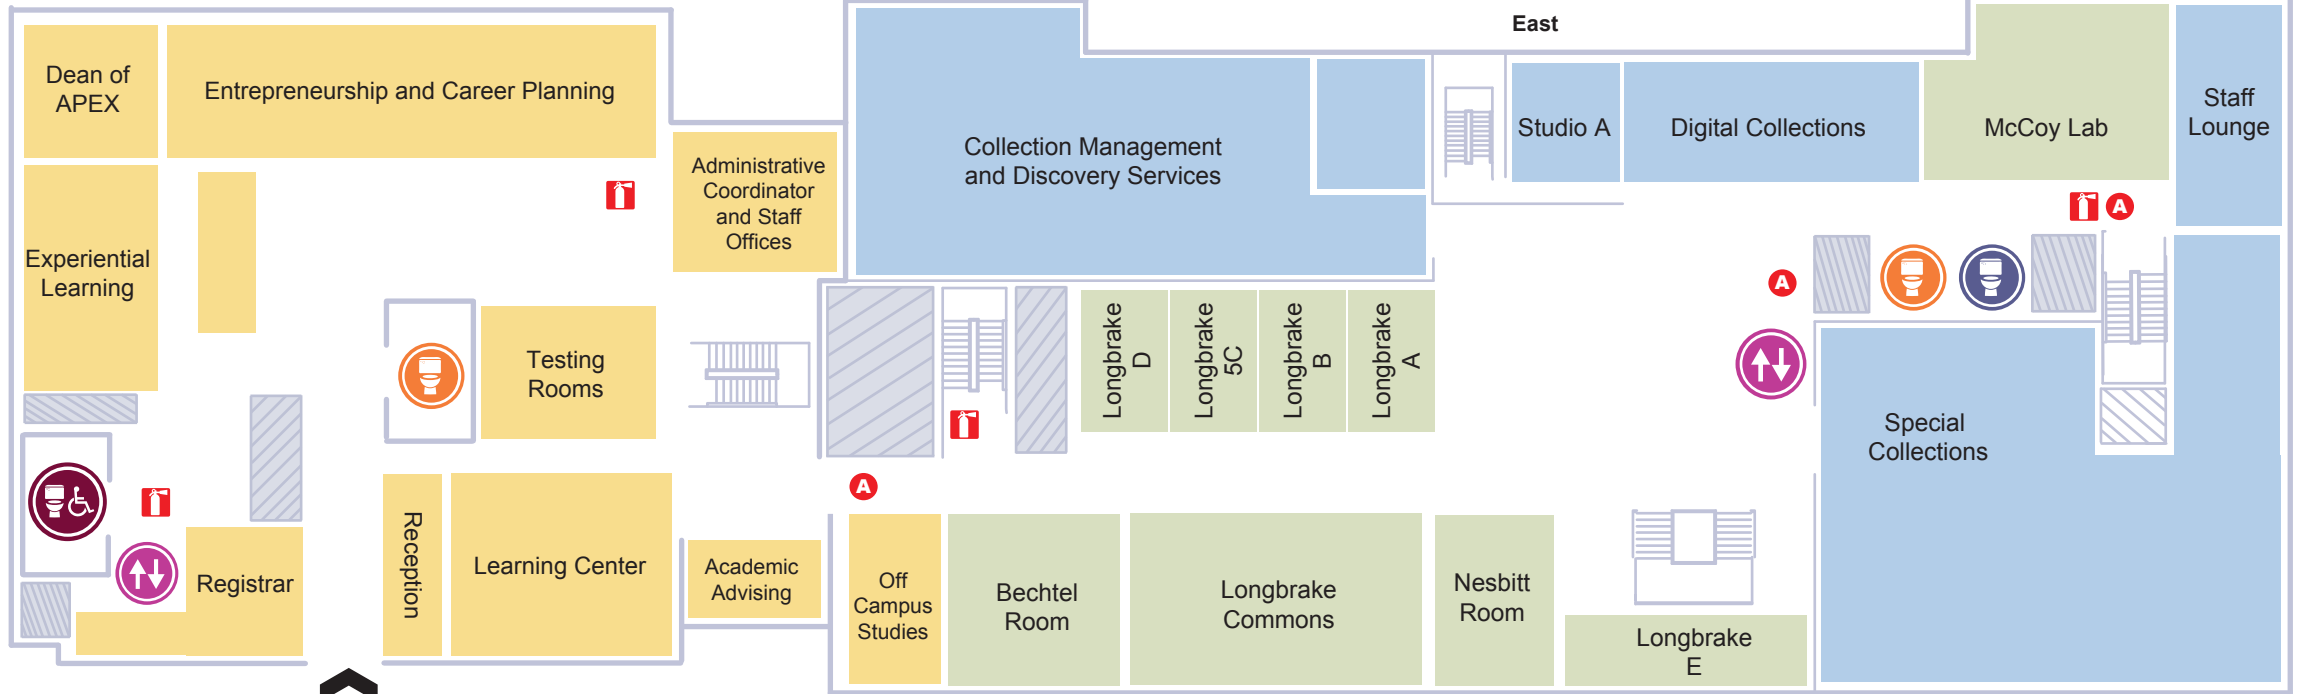 East
Dean of
APEX
Entrepreneurship and Career Planning
Administrative
Coordinator
and Staff
Offices
Collection Management
and Discovery Services
Studio A
Digital Collections
McCoy Lab
Staff
Lounge
Experiential
Learning
A
A
Testing
Rooms
Longbrake
D
Longbrake
5C
Longbrake
B
Longbrake
A
Special
Collections
A
Registrar
Reception
Learning Center
Academic
Advising
Off
Campus
Studies
Bechtel
Room
Longbrake
Commons
Nesbitt
Room
Longbrake
E